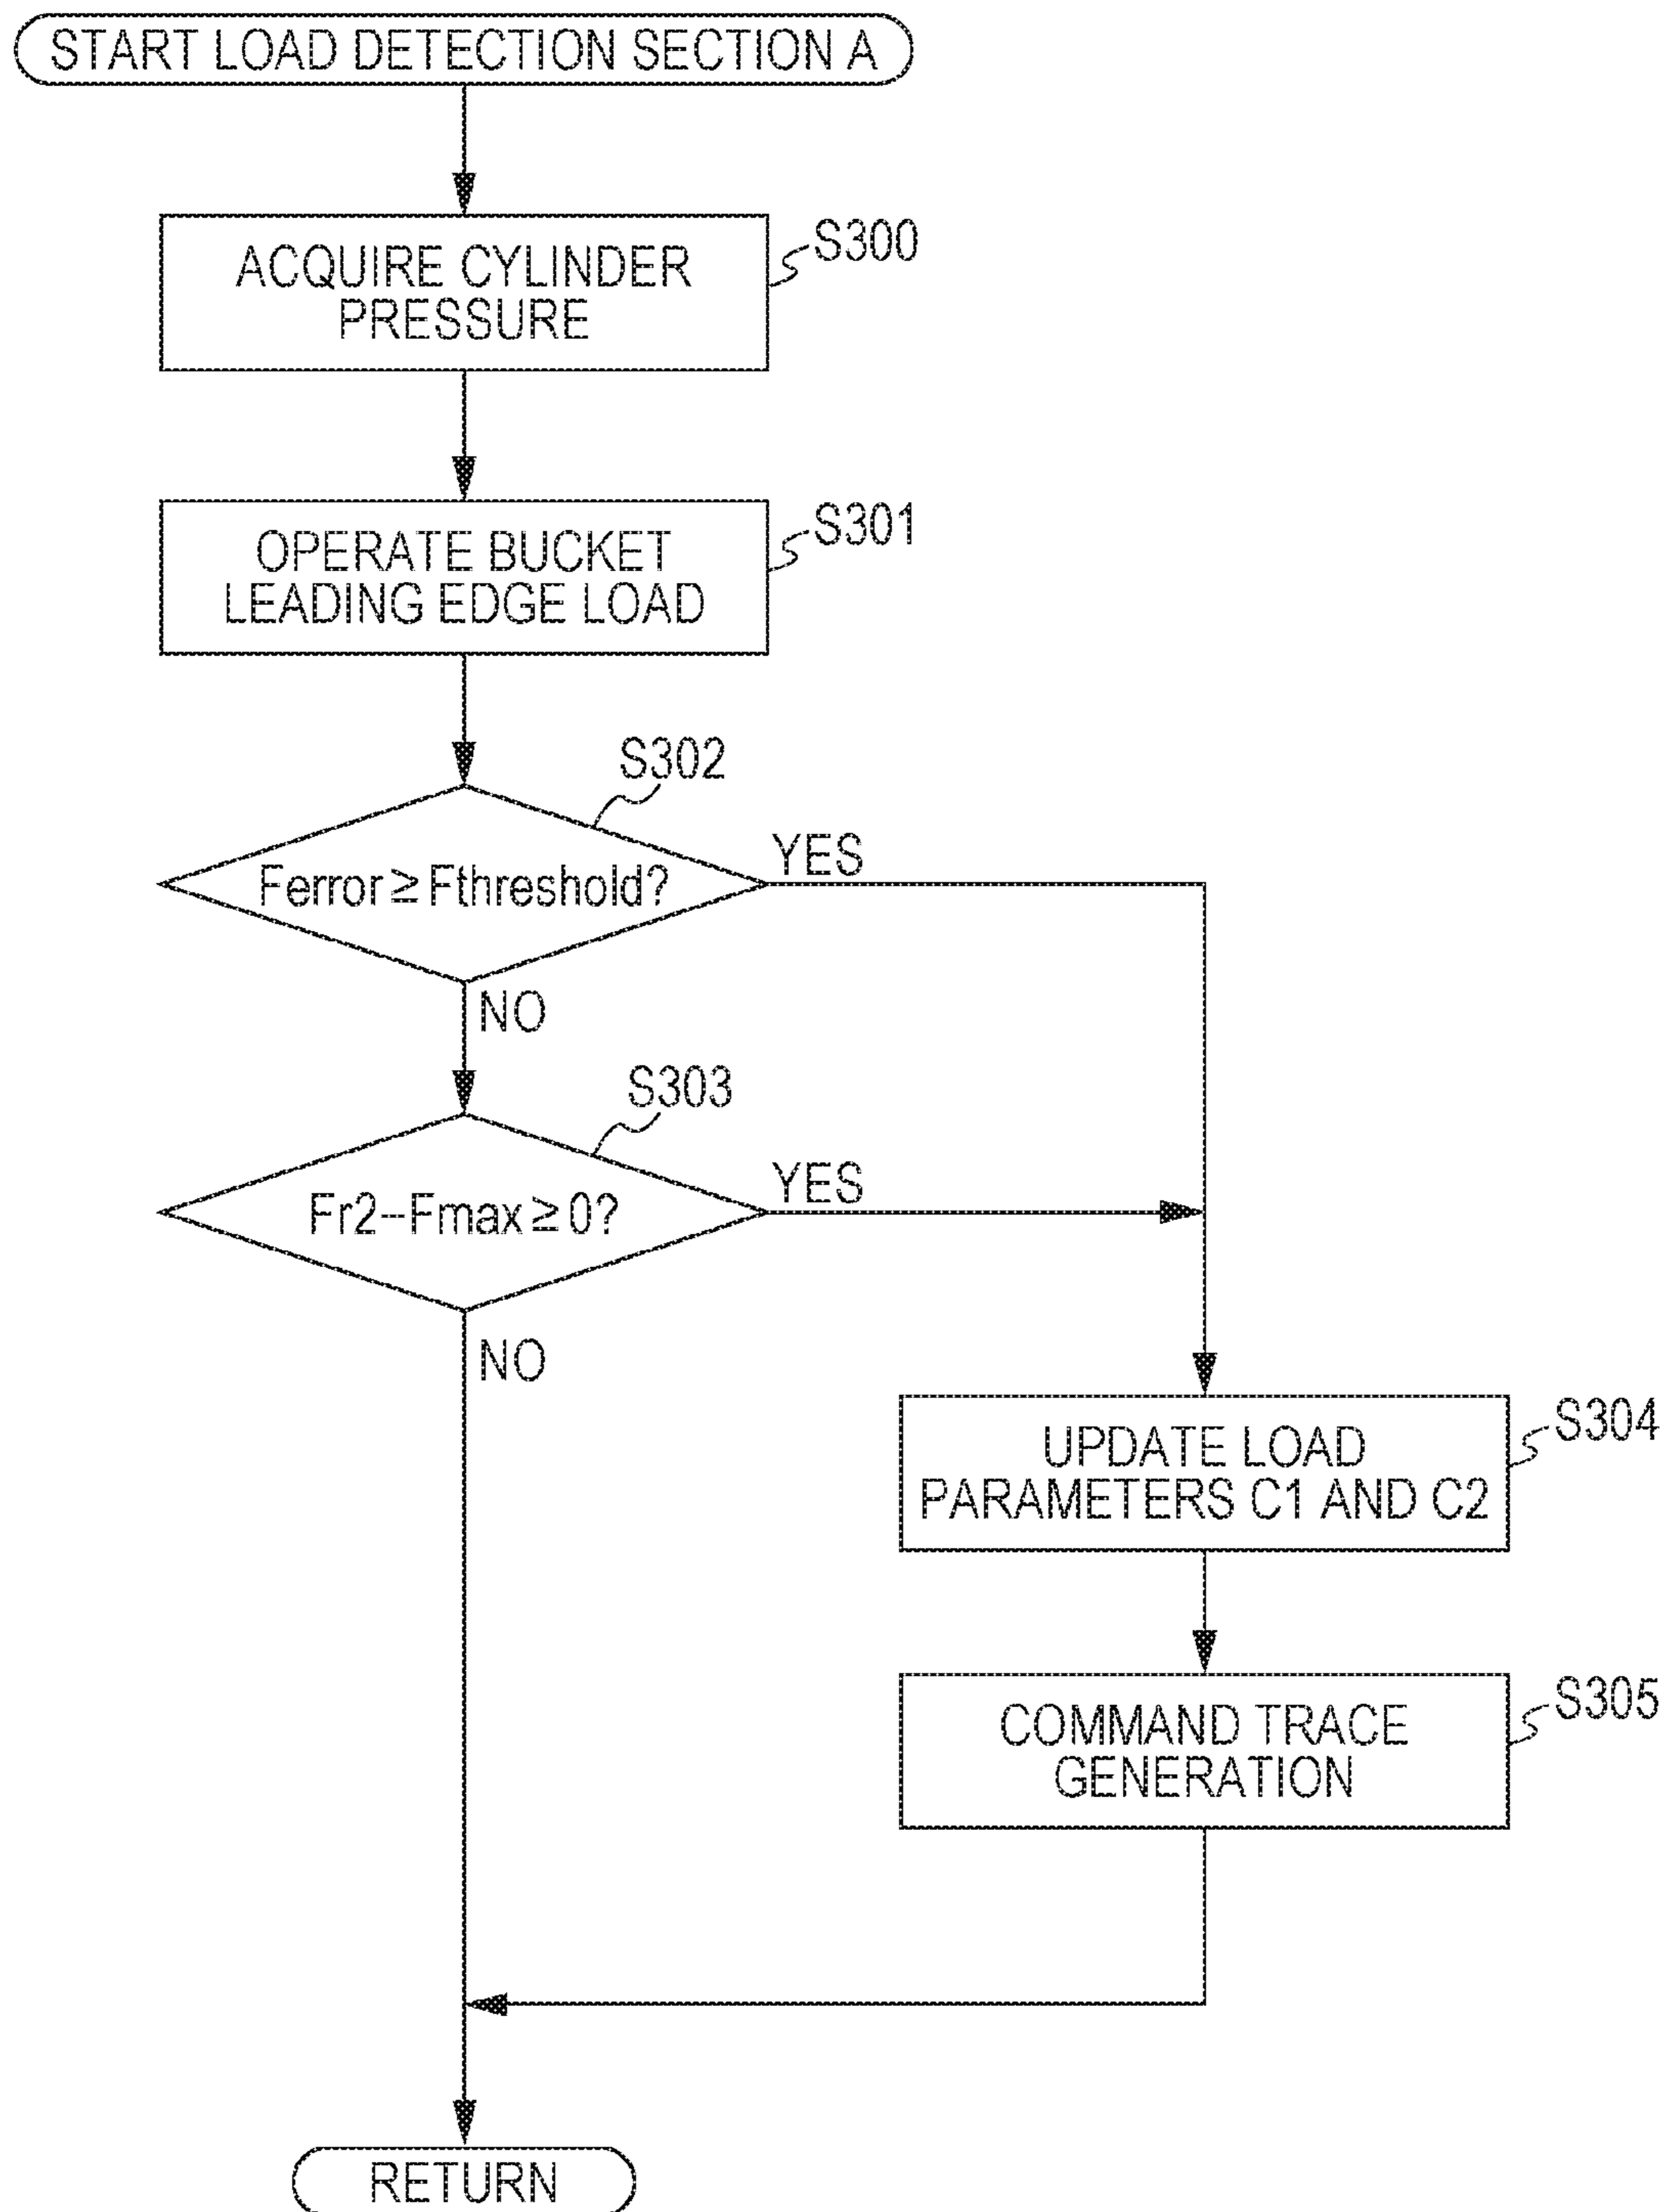 START LOAD DETECTION SECTION A
ACQUIRE CYLINDER
PRESSURE
S300
OPERATE BUCKET
LEADING EDGE LOAD
S301
S302
Ferror ≥ Fthreshold?
YES
NO
S303
Fr2--Fmax ≥ 0?
YES
NO
UPDATE LOAD
PARAMETERS C1 AND C2
S304
COMMAND TRACE
GENERATION
S305
RETURN